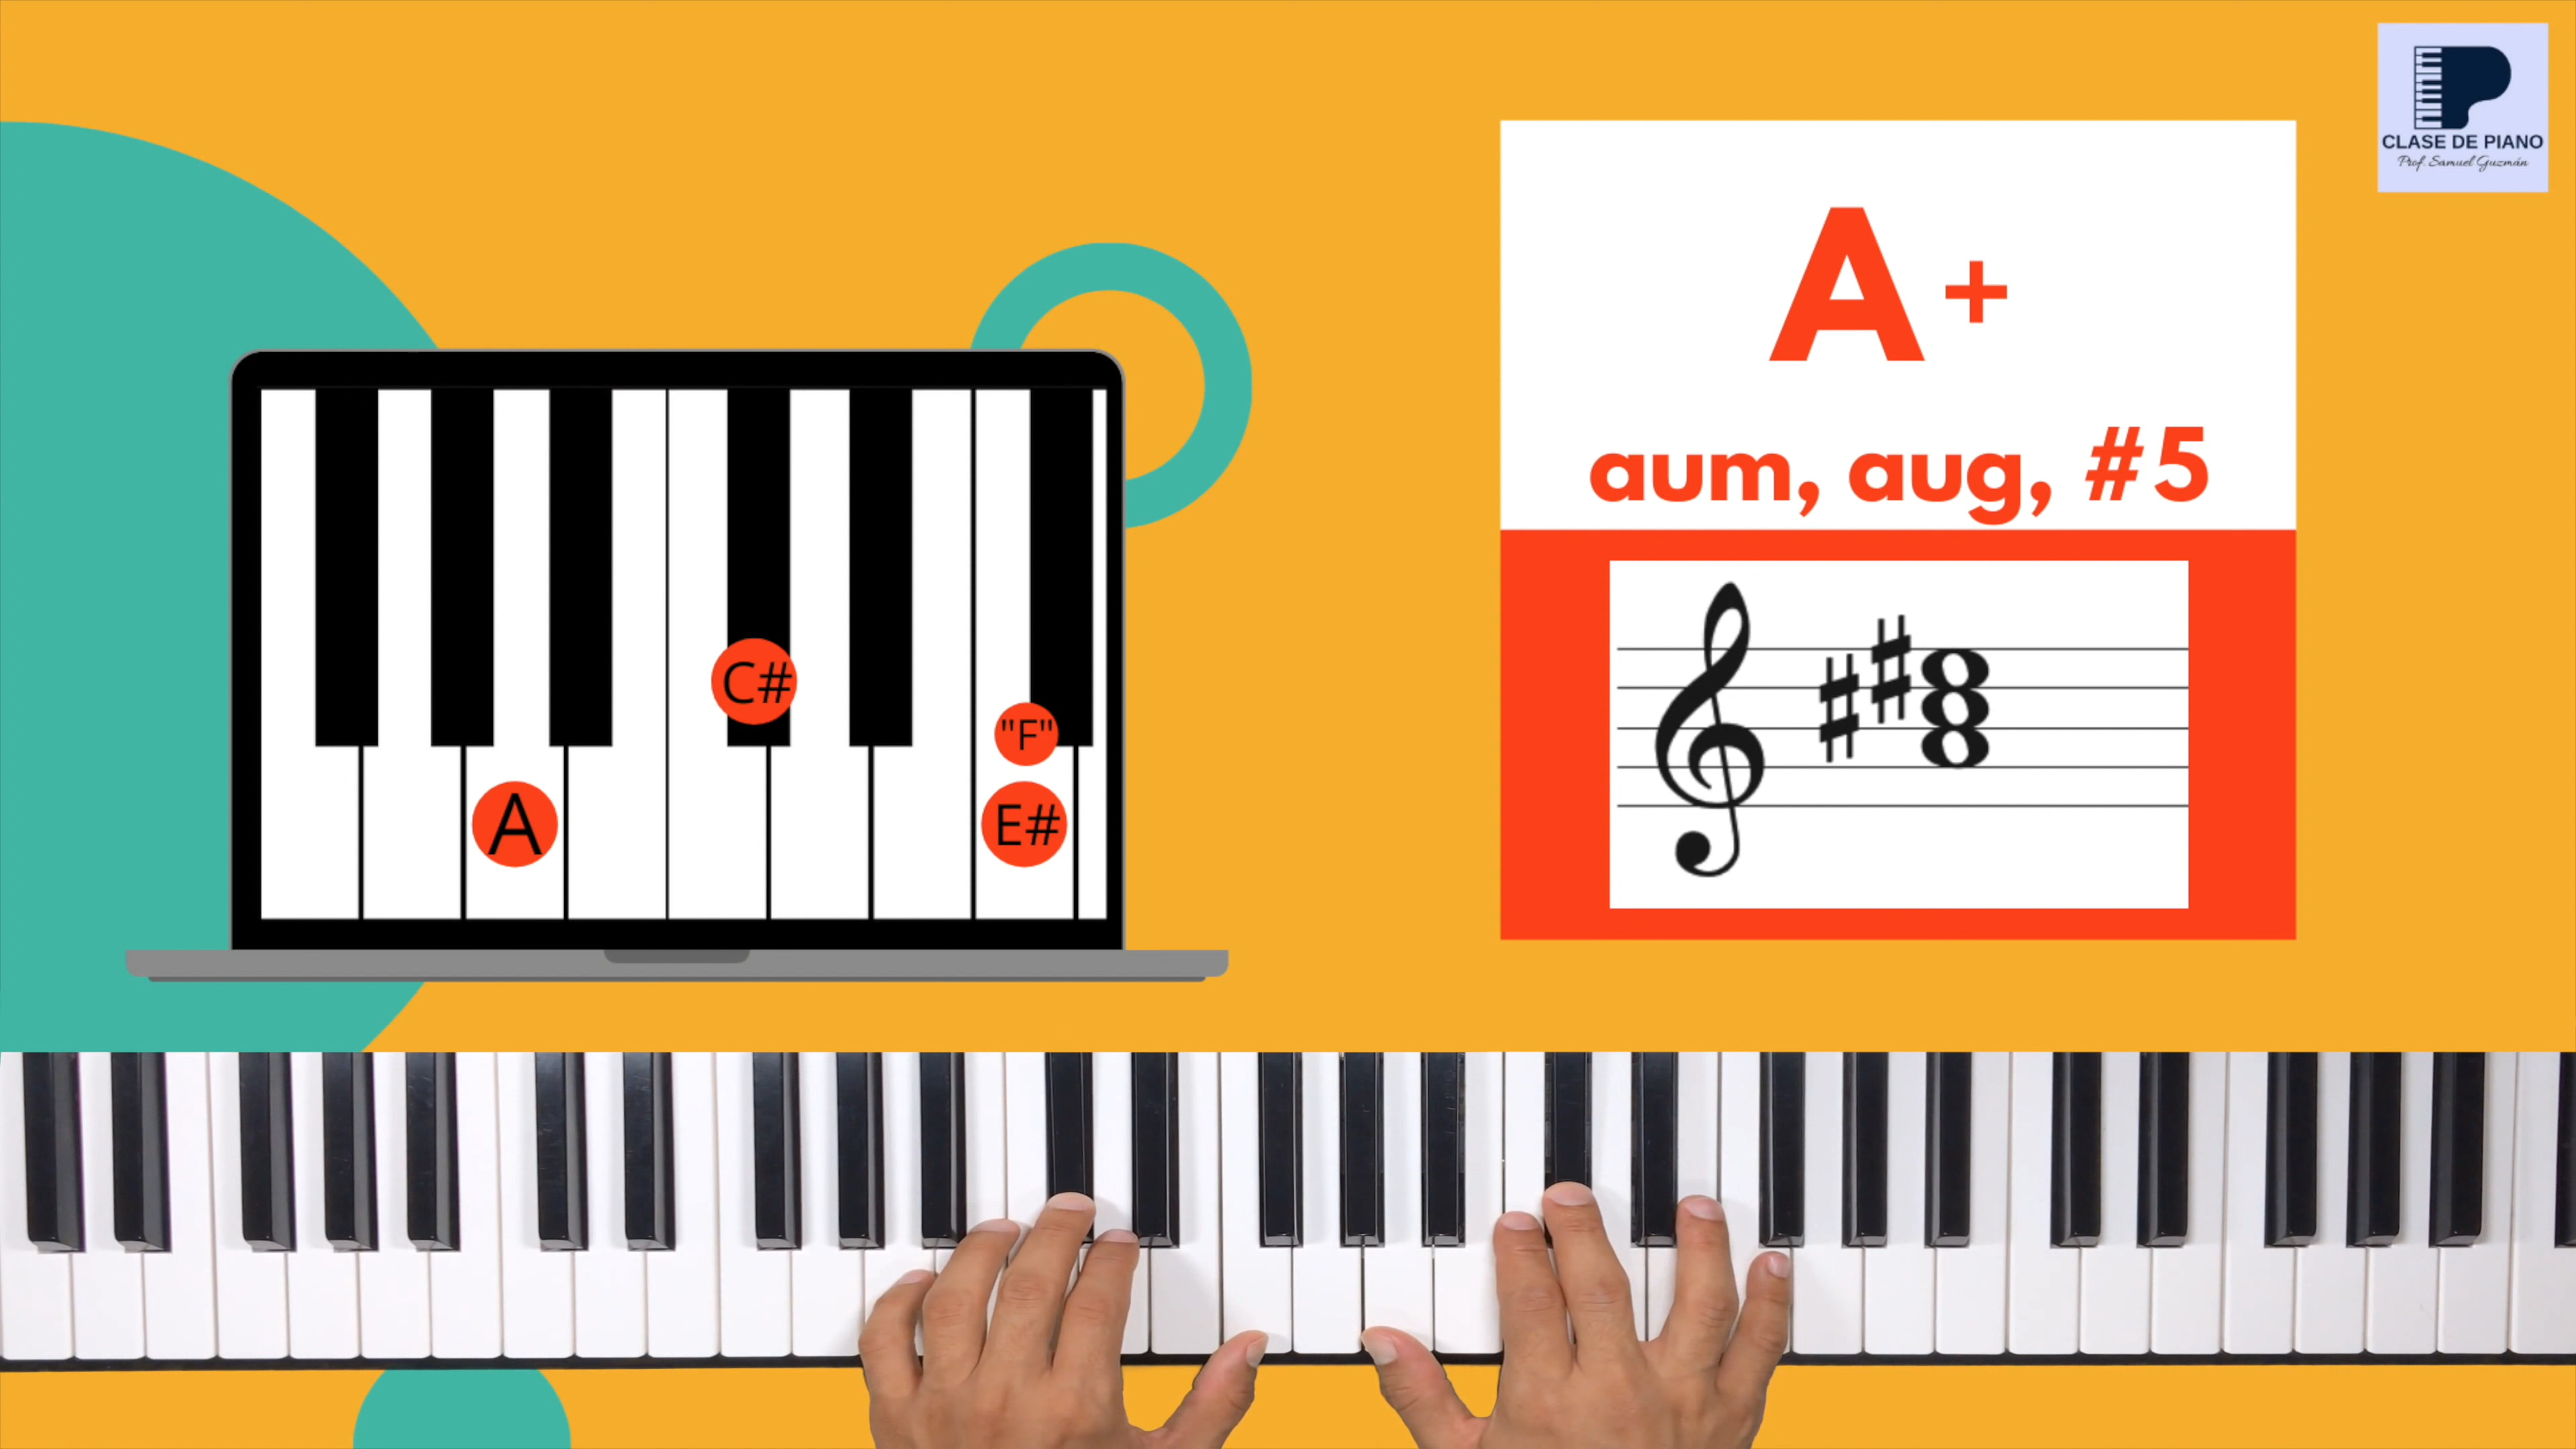 CLASE DE PIANO
Prof. Samuel Guzmán
A+
aum, aug, #5
C#
"F"
A
E#